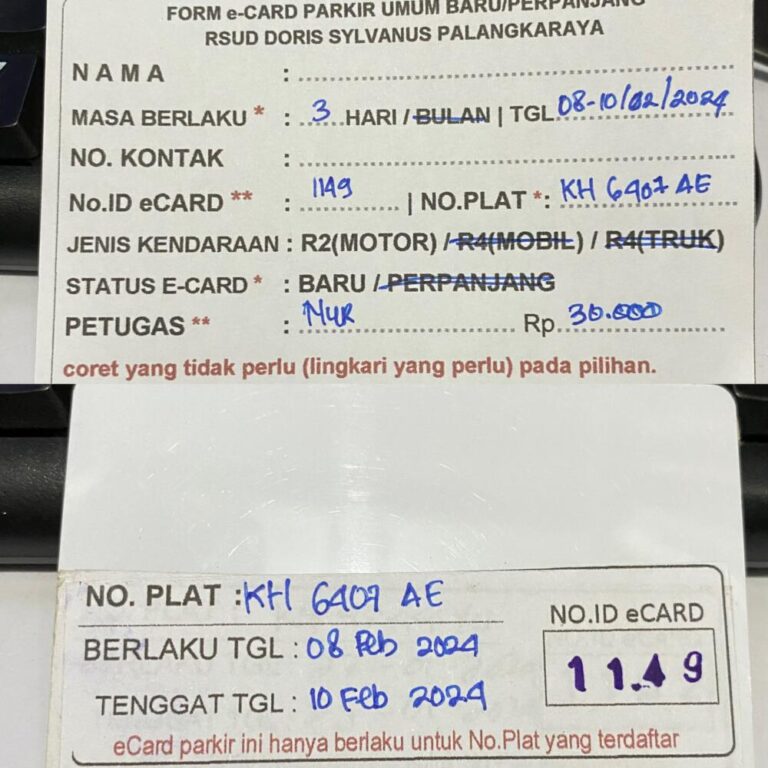 FORM e-CARD PARKIR UMUM BARU/PERPANJANG
RSUD DORIS SYLVANUS PALANGKARAYA
NAMA :
MASA BERLAKU * : 3 HARI / BULAN | TGL 08-10/02/2024
NO. KONTAK :
No.ID eCARD ** : 1149 | NO.PLAT *: KH 6407 AE
JENIS KENDARAAN : R2(MOTOR) / R4(MOBIL) / R4(TRUK)
STATUS E-CARD * : BARU / PERPANJANG
PETUGAS ** : NUR Rp. 30.000
coret yang tidak perlu (lingkari yang perlu) pada pilihan.
NO. PLAT : KH 6407 AE
BERLAKU TGL : 08 Feb 2024
TENGGAT TGL : 10 Feb 2024
NO.ID eCARD
11.49
eCard parkir ini hanya berlaku untuk No.Plat yang terdaftar